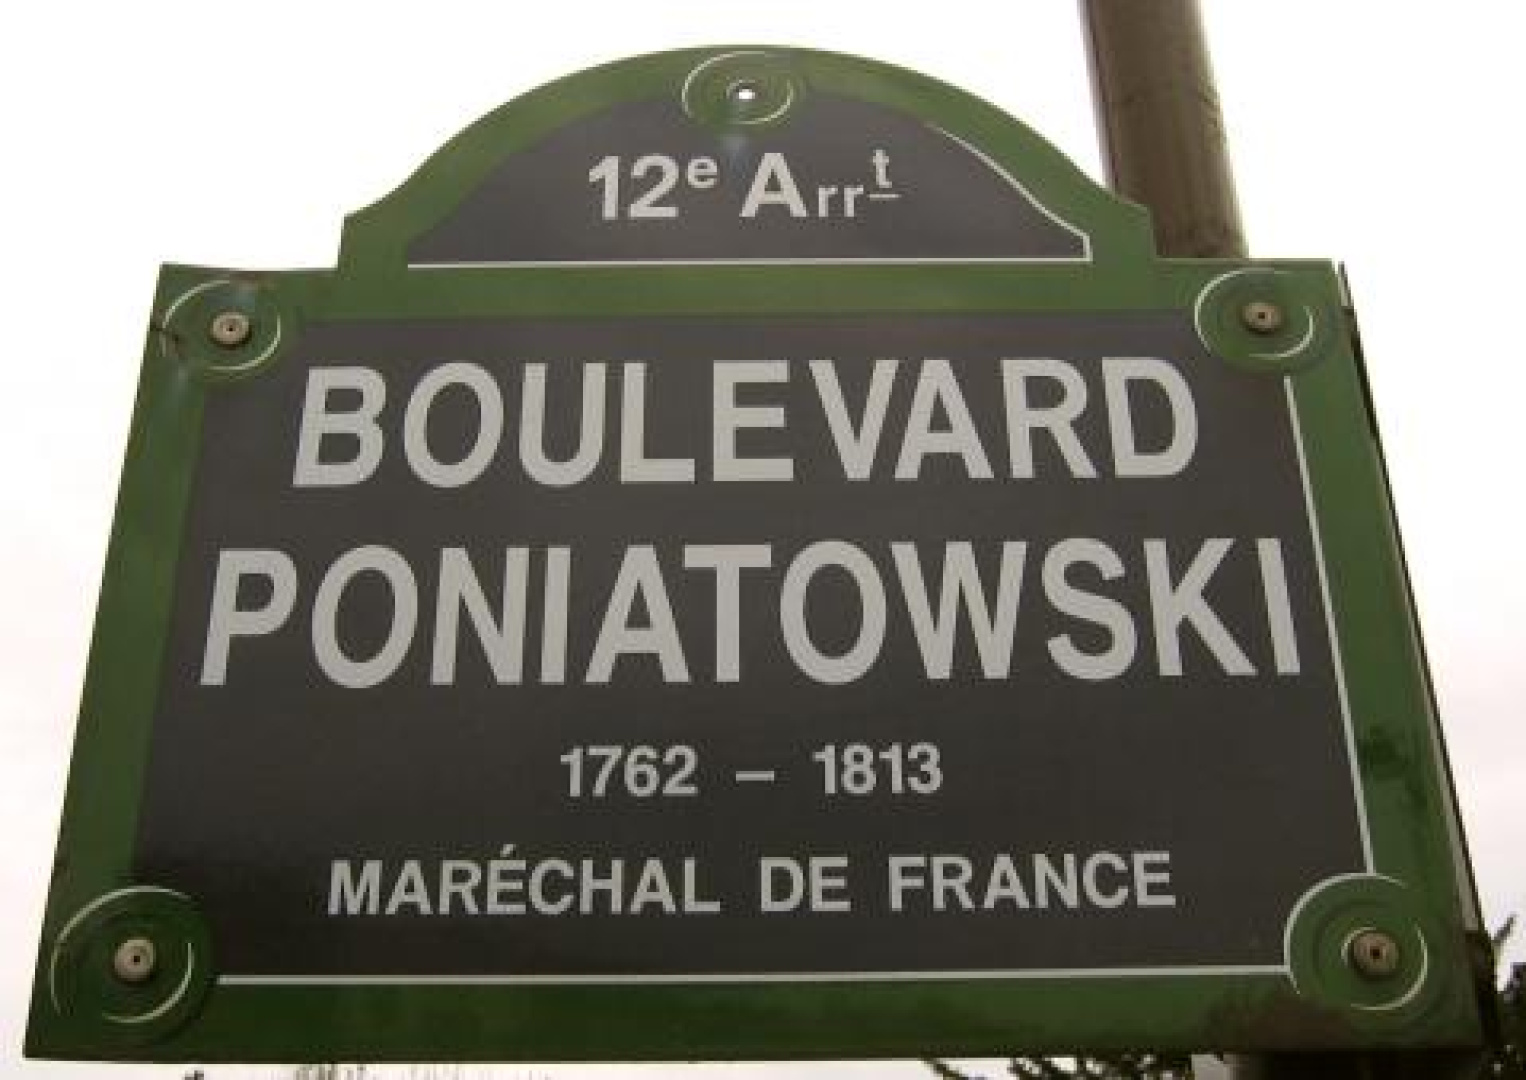 12e Arrt
BOULEVARD
PONIATOWSKI
1762 – 1813
MARÉCHAL DE FRANCE